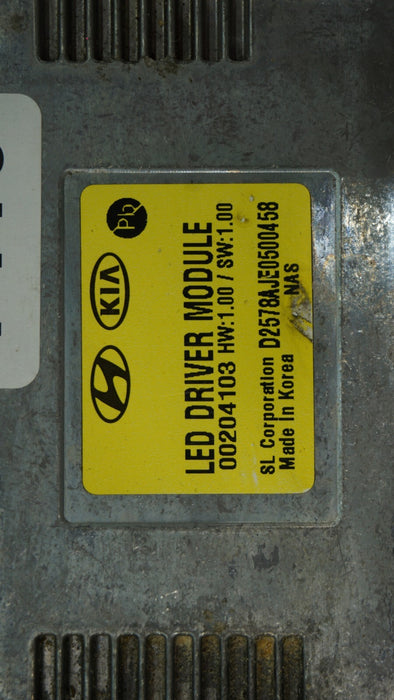 KIA
Pb
LED DRIVER MODULE
00204103 HW:1.00 / SW:1.00
SL Corporation D2578AJE0500458
Made in Korea NAS